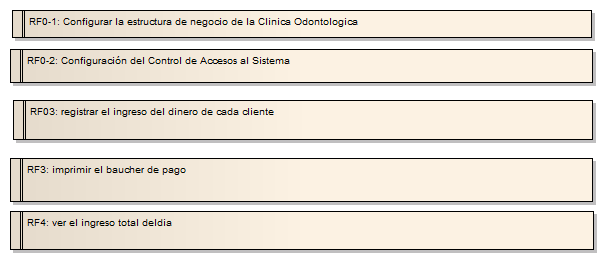 RF0-1: Configurar la estructura de negocio de la Clinica Odontologica
RF0-2: Configuración del Control de Accesos al Sistema
RF03: registrar el ingreso del dinero de cada cliente
RF3: imprimir el baucher de pago
RF4: ver el ingreso total deldia